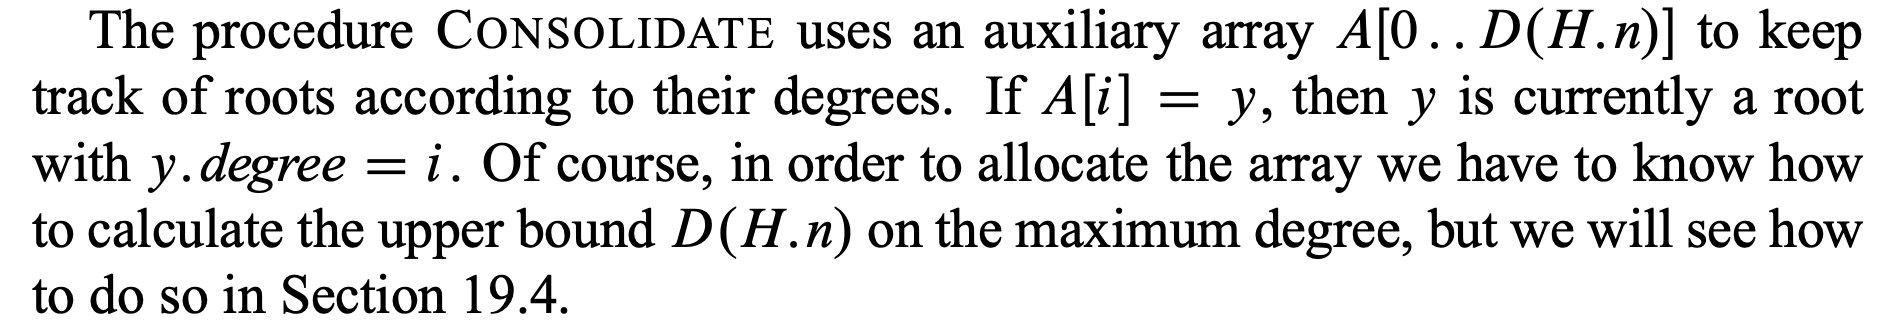 The procedure CONSOLIDATE uses an auxiliary array A[0 . . D(H.n)] to keep
track of roots according to their degrees. If A[i] = y, then y is currently a root
with y.degree = i. Of course, in order to allocate the array we have to know how
to calculate the upper bound D(H.n) on the maximum degree, but we will see how
to do so in Section 19.4.